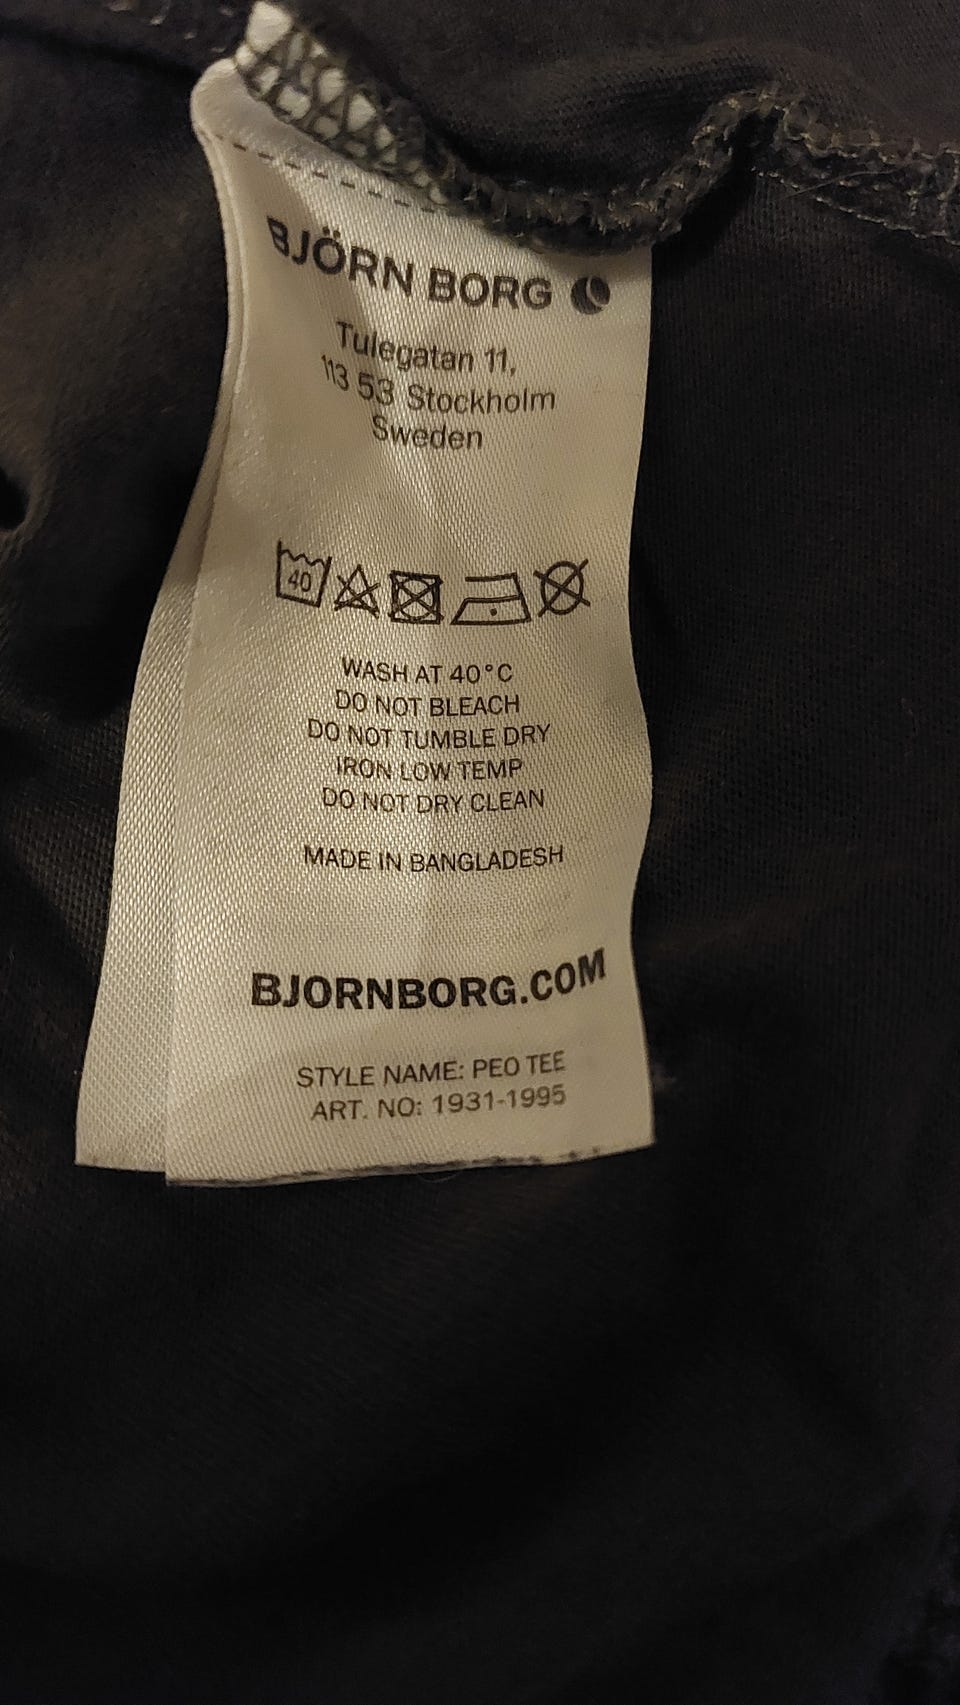 BJÖRN BORG
Tulegatan 11,
113 53 Stockholm
Sweden
40
WASH AT 40°C
DO NOT BLEACH
DO NOT TUMBLE DRY
IRON LOW TEMP
DO NOT DRY CLEAN
MADE IN BANGLADESH
BJORNBORG.COM
STYLE NAME: PEO TEE
ART. NO: 1931-1995